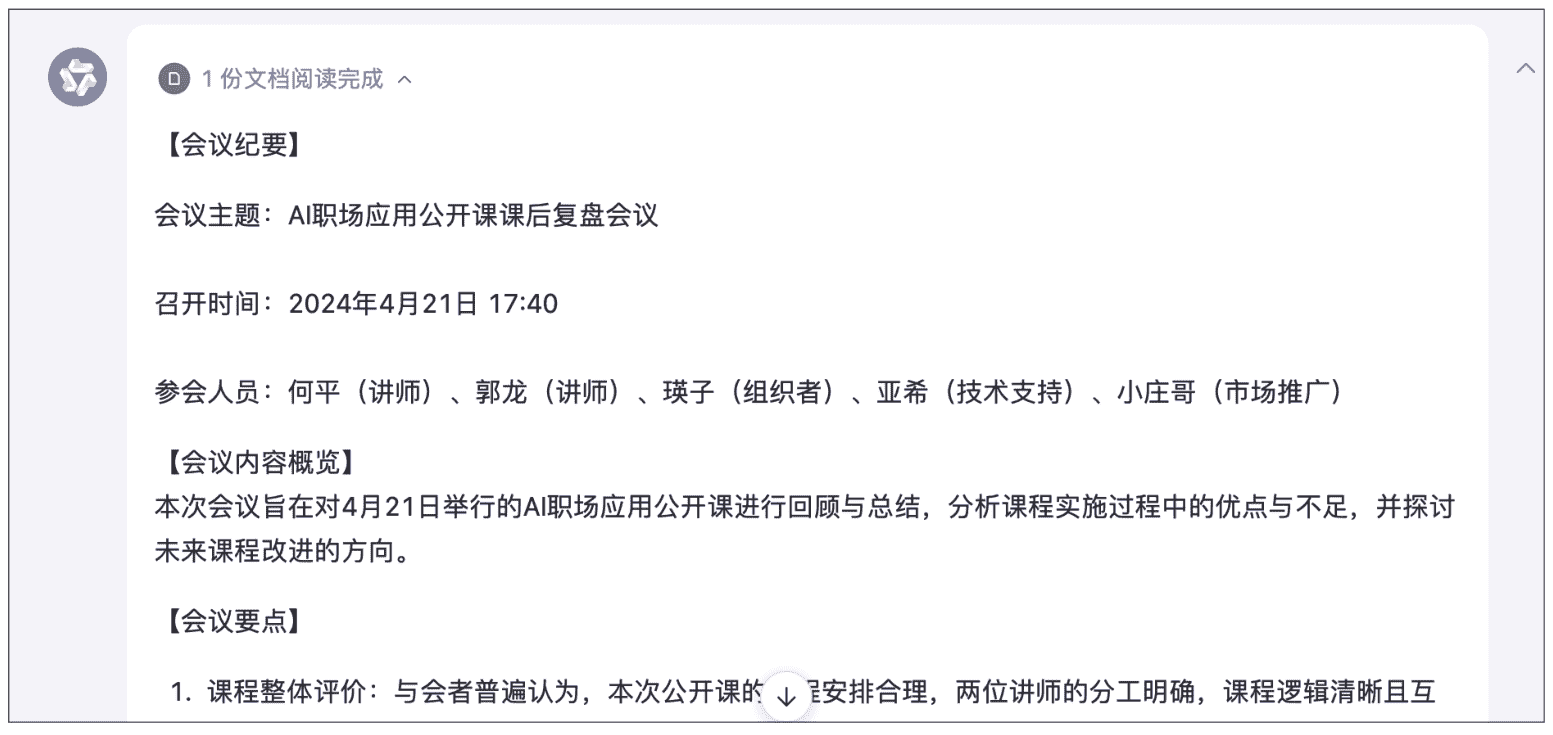 1 份文档阅读完成
【会议纪要】
会议主题：AI职场应用公开课课后复盘会议
召开时间：2024年4月21日 17:40
参会人员：何平（讲师）、郭龙（讲师）、瑛子（组织者）、亚希（技术支持）、小庄哥（市场推广）
【会议内容概览】
本次会议旨在对4月21日举行的AI职场应用公开课进行回顾与总结，分析课程实施过程中的优点与不足，并探讨
未来课程改进的方向。
【会议要点】
1. 课程整体评价：与会者普遍认为，本次公开课的程安排合理，两位讲师的分工明确，课程逻辑清晰且互